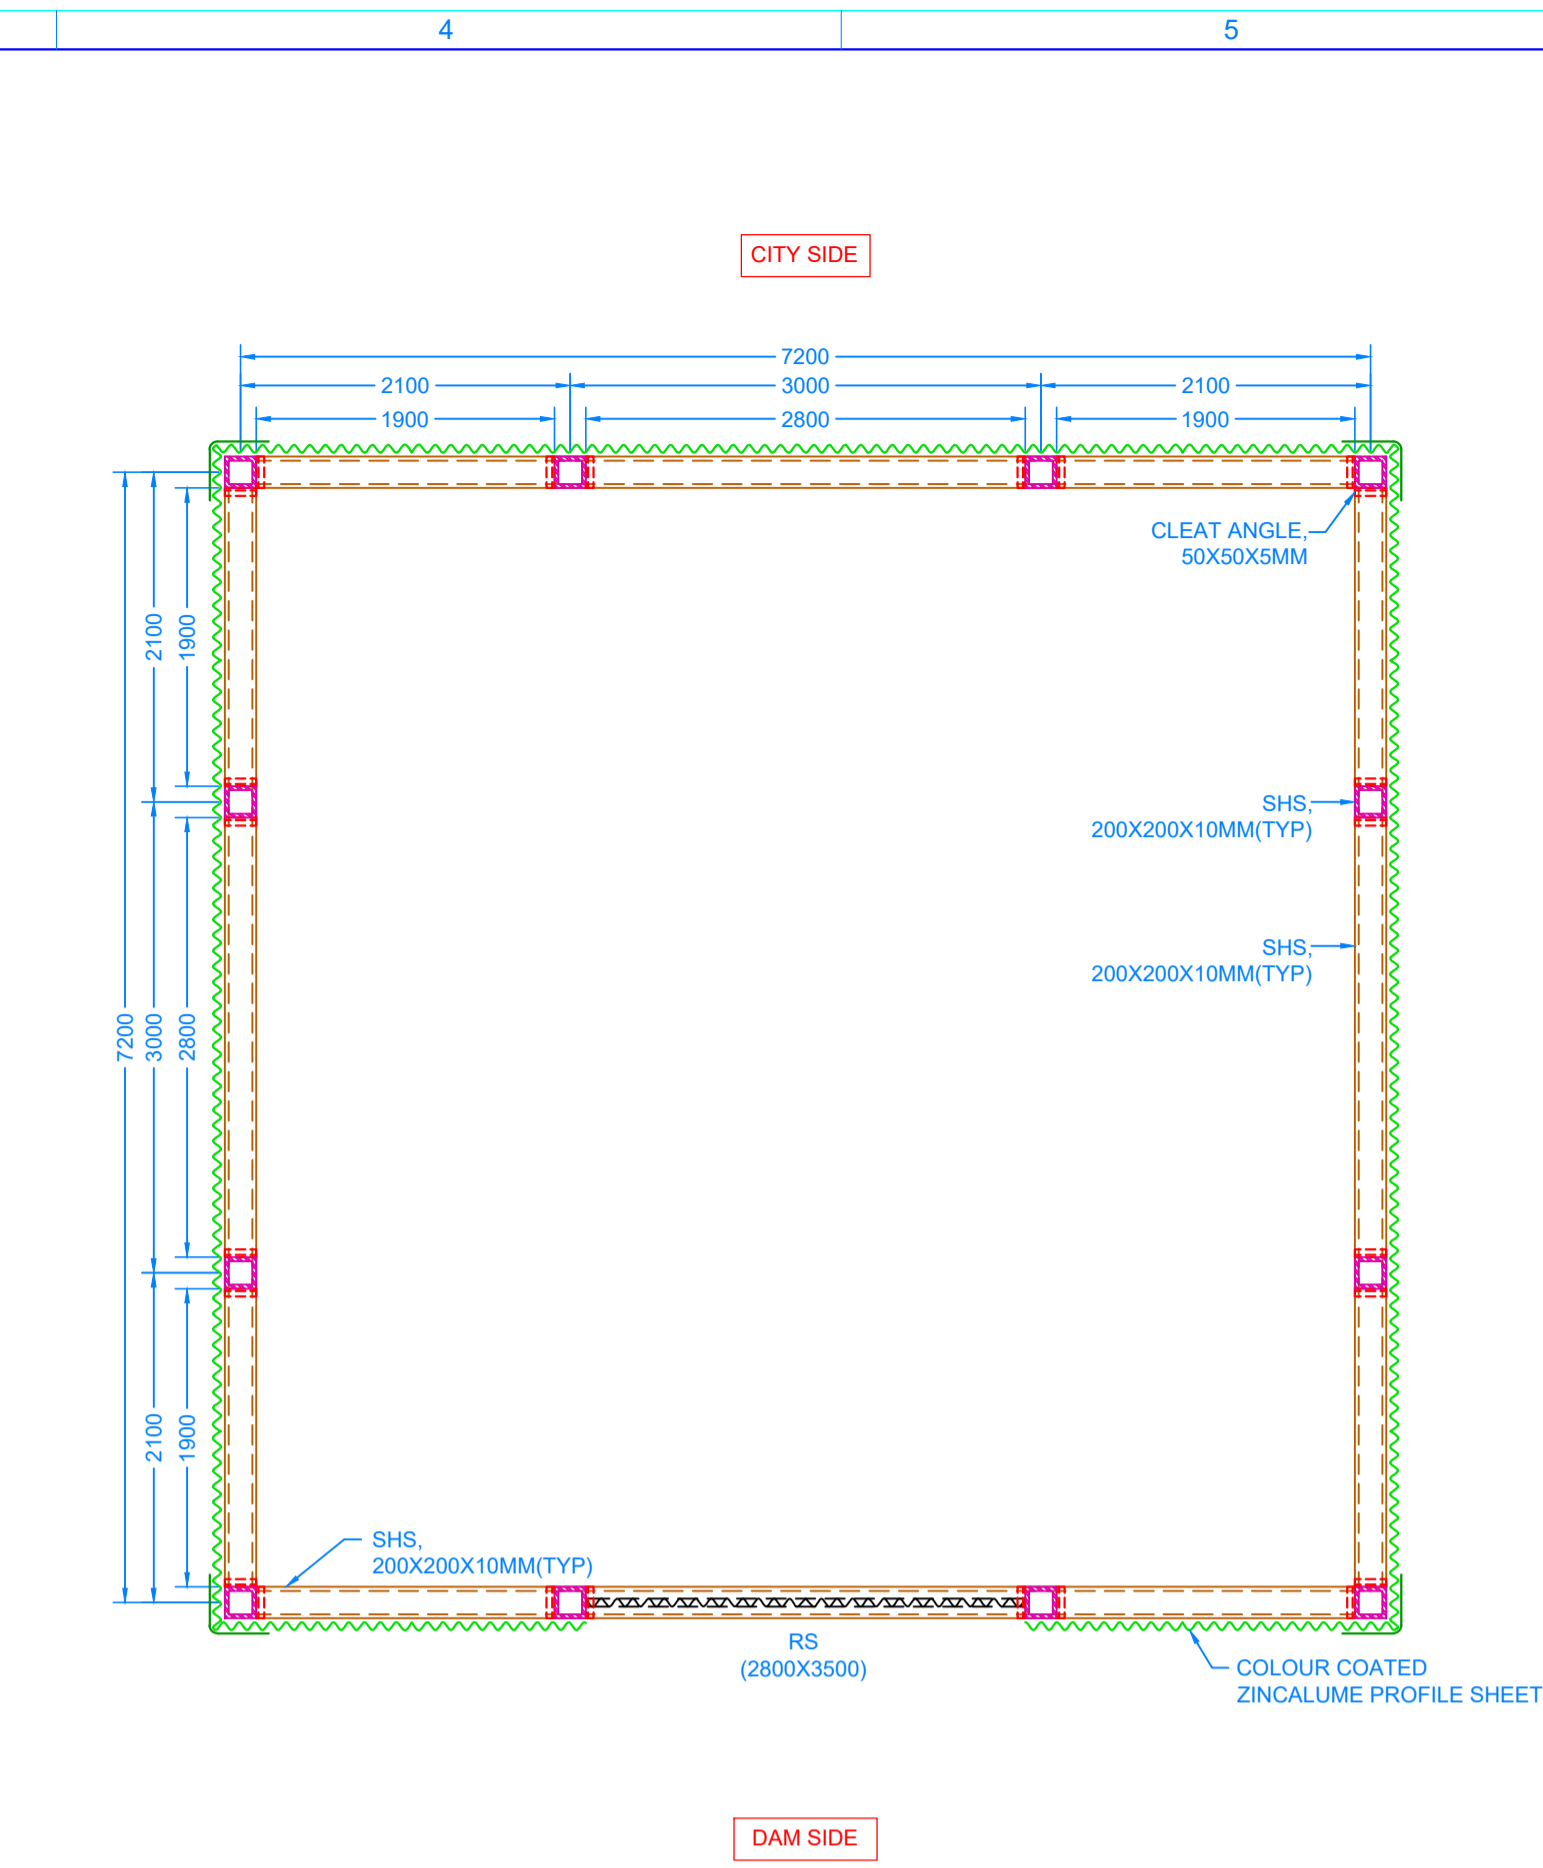 4
5
CITY SIDE
7200
2100
3000
2100
1900
2800
1900
CLEAT ANGLE,
50X50X5MM
2100
1900
SHS,
200X200X10MM(TYP)
SHS,
200X200X10MM(TYP)
7200
3000
2800
2100
1900
SHS,
200X200X10MM(TYP)
RS
(2800X3500)
COLOUR COATED
ZINCALUME PROFILE SHEET
DAM SIDE